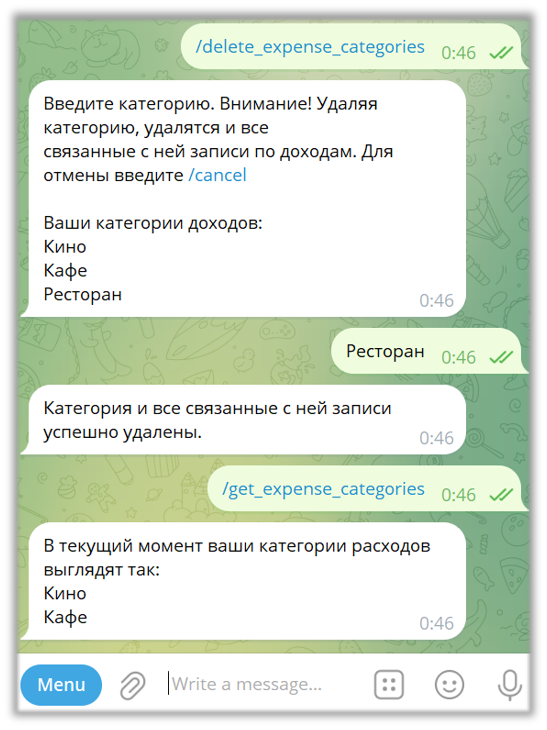 /delete_expense_categories 0:46
Введите категорию. Внимание! Удаляя
категорию, удалятся и все
связанные с ней записи по доходам. Для
отмены введите /cancel
Ваши категории доходов:
Кино
Кафе
Ресторан 0:46
Ресторан 0:46
Категория и все связанные с ней записи
успешно удалены. 0:46
/get_expense_categories 0:46
В текущий момент ваши категории расходов
выглядят так:
Кино
Кафе 0:46
Menu Write a message...